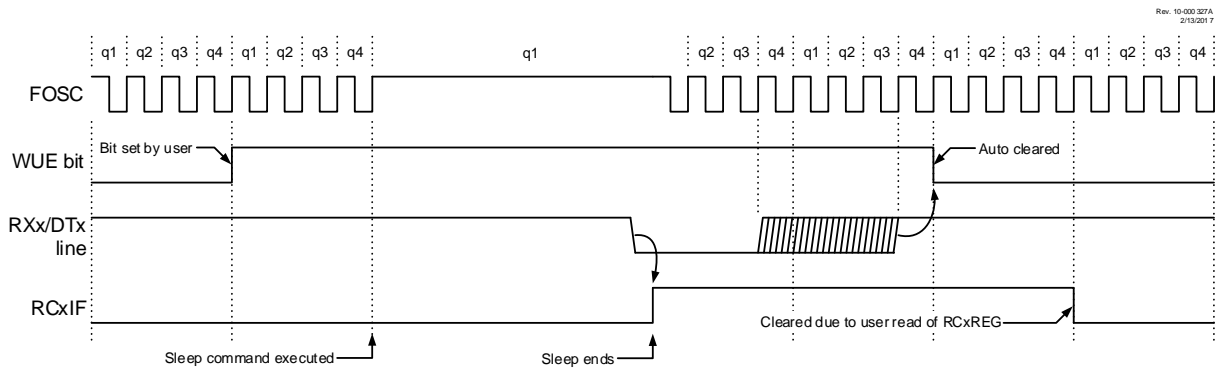 Rev. 10-000 327A
2/13/201 7
q1 q2 q3 q4 q1 q2 q3 q4 q1 q2 q3 q4 q1 q2 q3 q4 q1 q2 q3 q4 q1 q2 q3 q4
FOSC
Bit set by user
Auto cleared
WUE bit
RXx/DTx
line
RCxIF
Cleared due to user read of RCxREG
Sleep command executed
Sleep ends